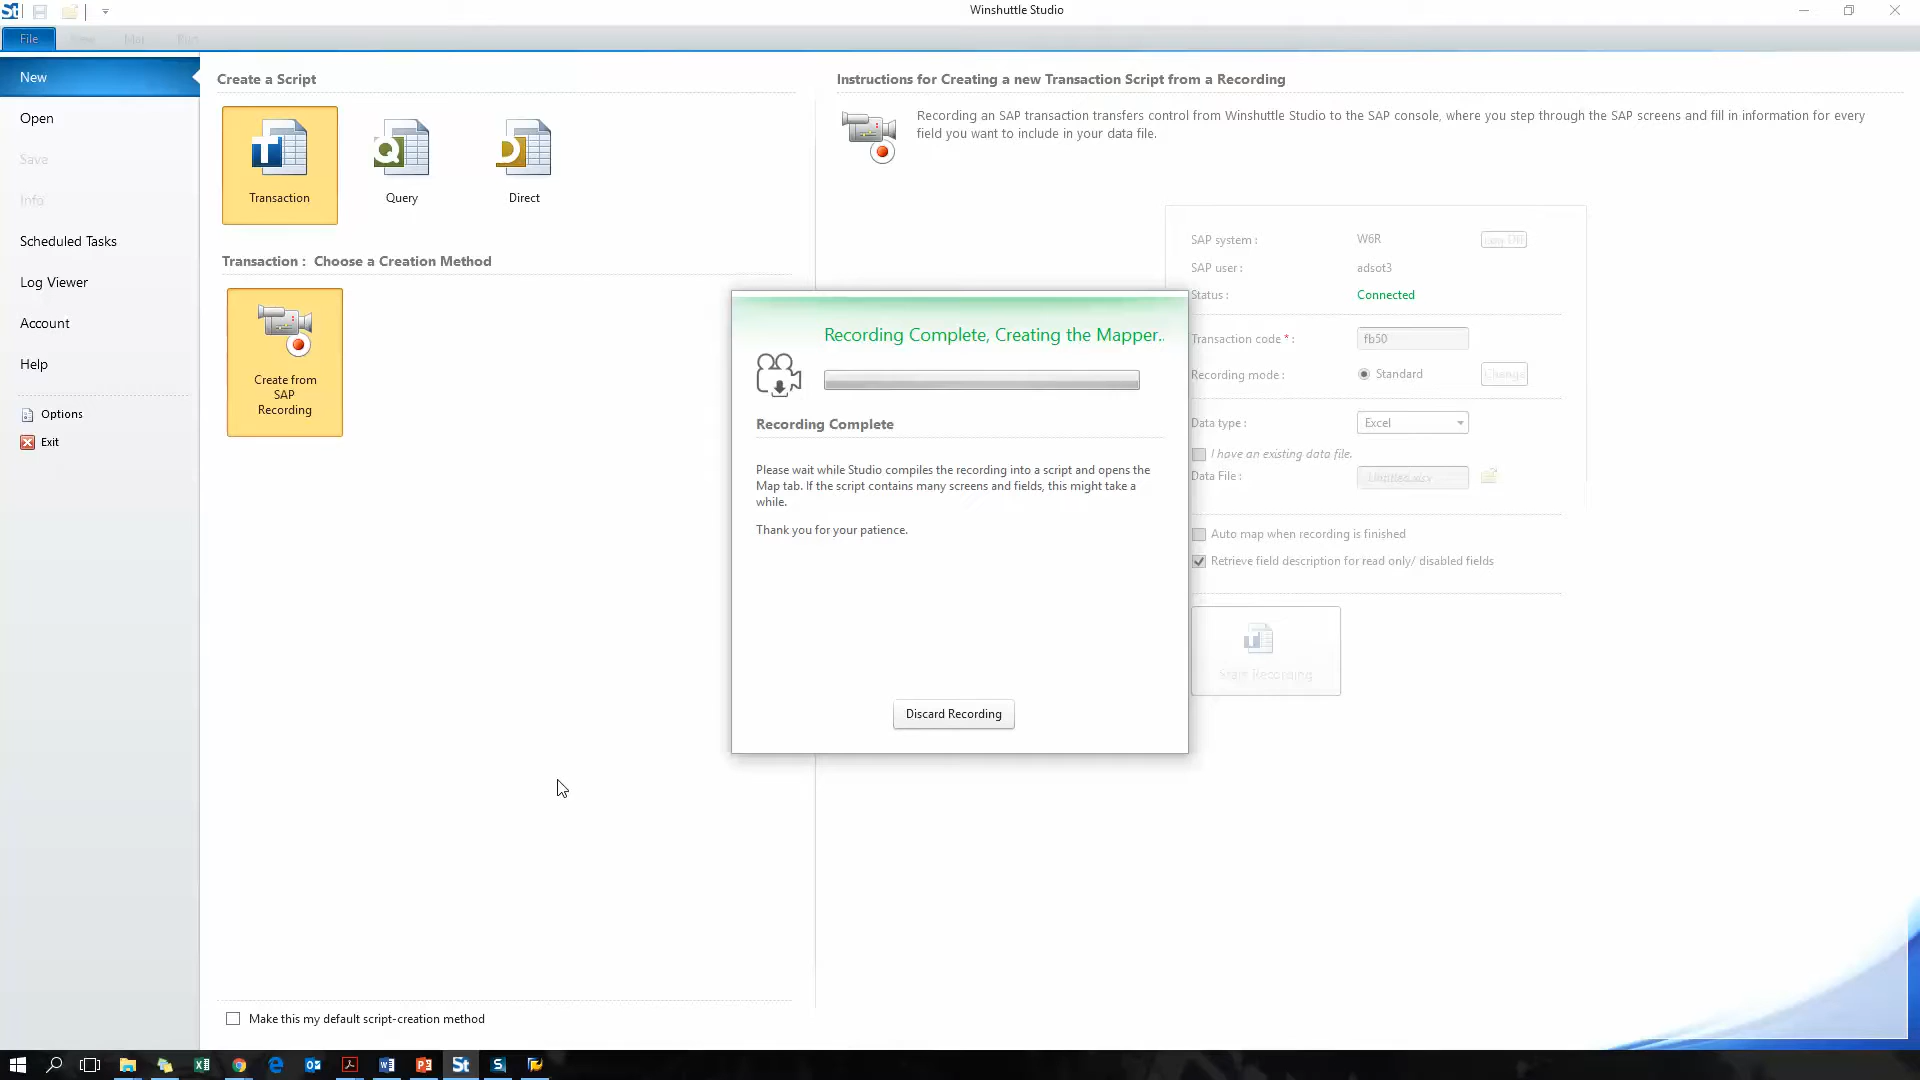 Winshuttle Studio
File
New
Open
Save
Info
Scheduled Tasks
Log Viewer
Account
Help
Options
Exit
Create a Script
Transaction
Query
Direct
Transaction : Choose a Creation Method
Create from
SAP
Recording
Make this my default script-creation method
Instructions for Creating a new Transaction Script from a Recording
Recording an SAP transaction transfers control from Winshuttle Studio to the SAP console, where you step through the SAP screens and fill in information for every
field you want to include in your data file.
SAP system : W6R Log Off
SAP user : adsot3
Status : Connected
Transaction code * : fb50
Recording mode : Standard Change
Data type : Excel
I have an existing data file.
Data File : Untitled.xlsx
Auto map when recording is finished
Retrieve field description for read only/ disabled fields
Start Recording
Recording Complete, Creating the Mapper..
Recording Complete
Please wait while Studio compiles the recording into a script and opens the
Map tab. If the script contains many screens and fields, this might take a
while.
Thank you for your patience.
Discard Recording